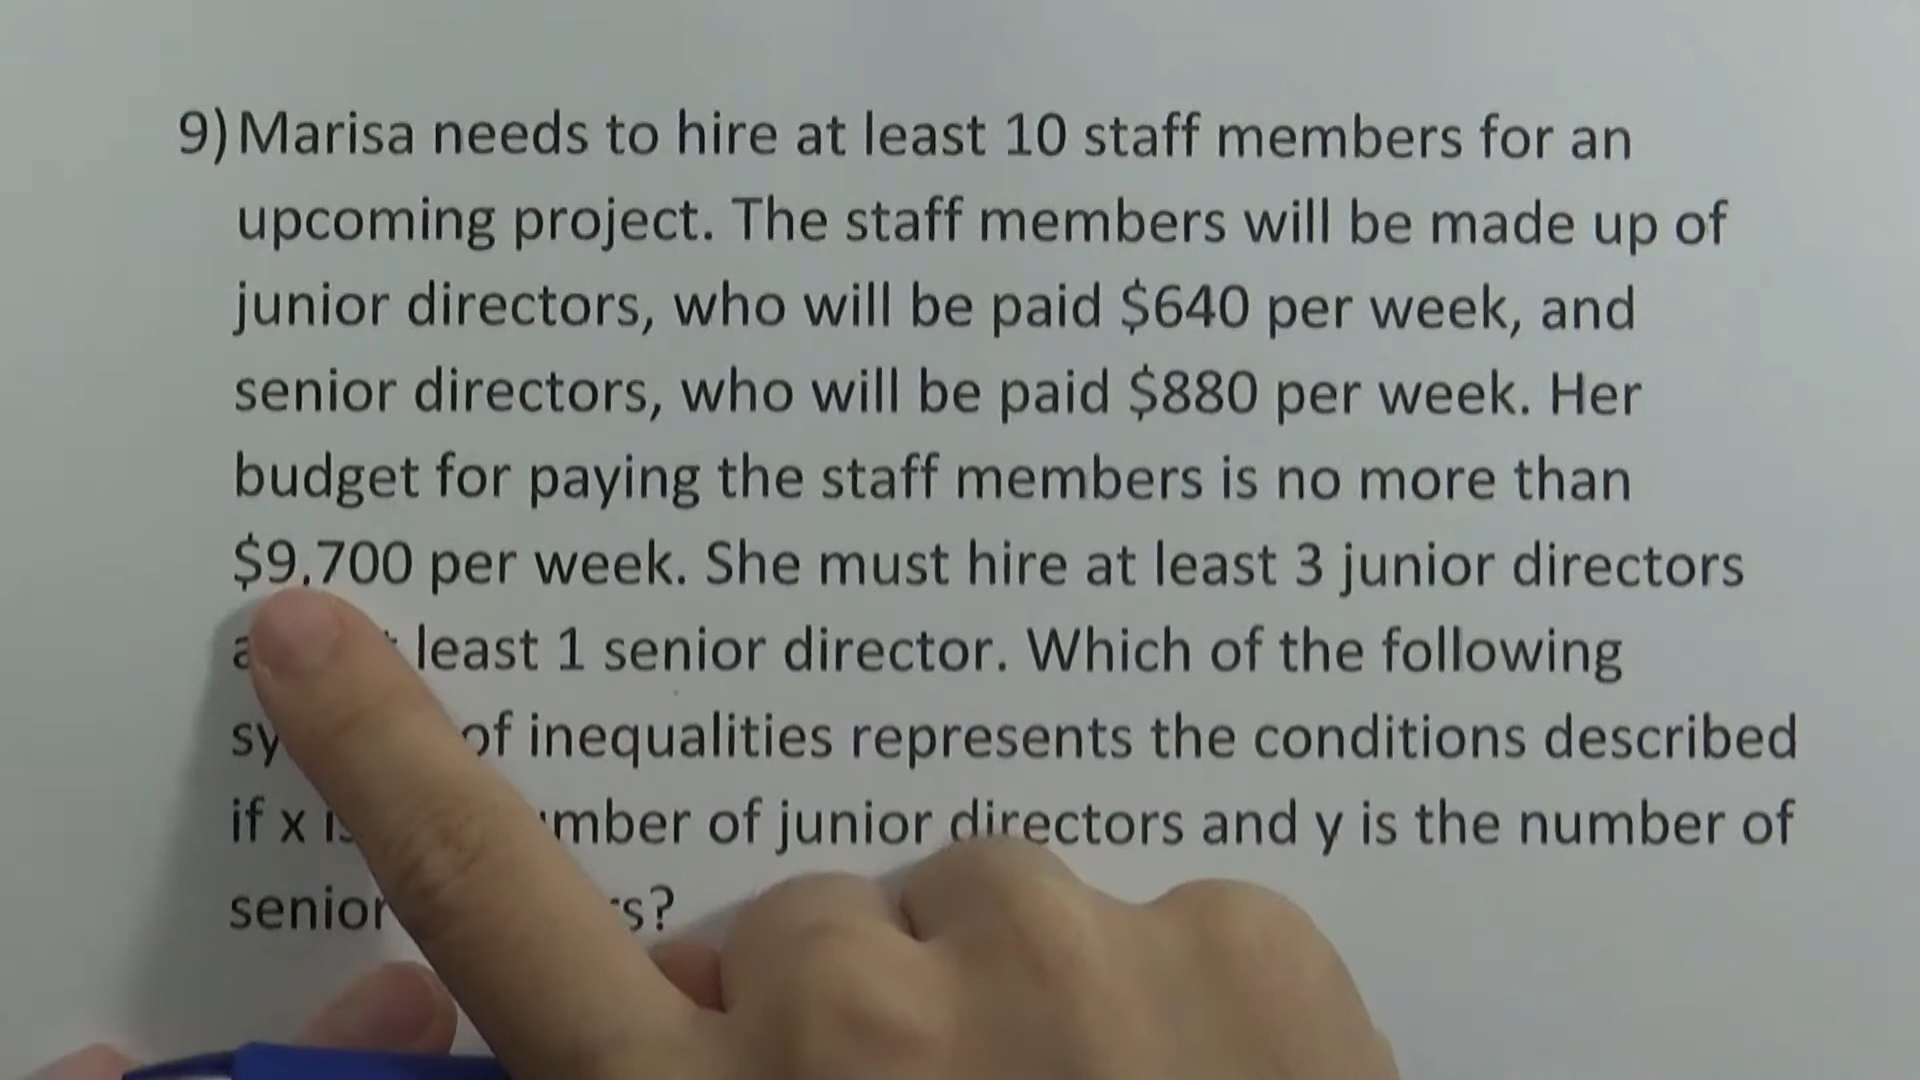 9) Marisa needs to hire at least 10 staff members for an
upcoming project. The staff members will be made up of
junior directors, who will be paid $640 per week, and
senior directors, who will be paid $880 per week. Her
budget for paying the staff members is no more than
$9,700 per week. She must hire at least 3 junior directors
least 1 senior director. Which of the following
of inequalities represents the conditions described
if x is number of junior directors and y is the number of
senior